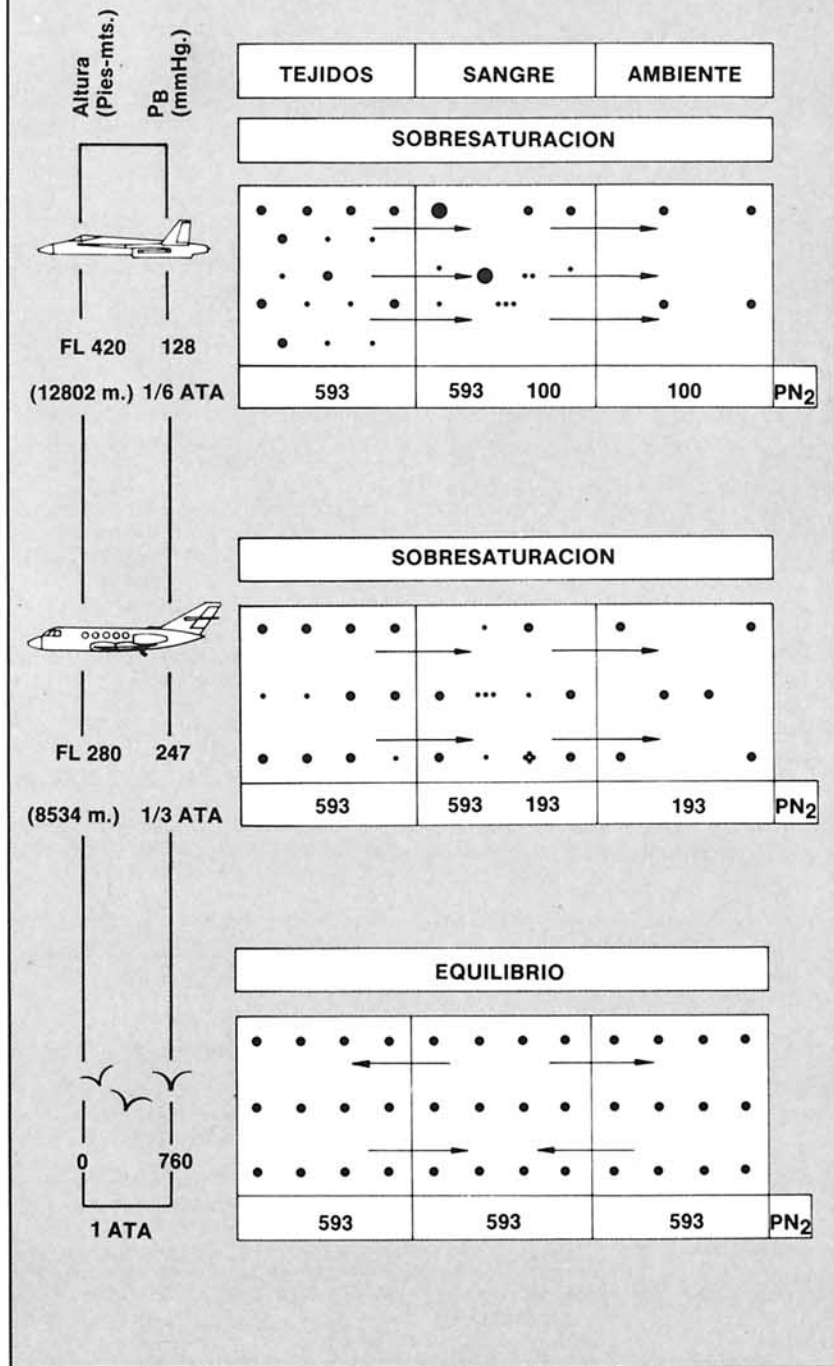 Altura
(Pies-mts.)
PB
(mmHg.)
TEJIDOS SANGRE AMBIENTE
SOBRESATURACION
FL 420 128
(12802 m.) 1/6 ATA
593 593 100 100 PN2
SOBRESATURACION
FL 280 247
(8534 m.) 1/3 ATA
593 593 193 193 PN2
EQUILIBRIO
0 760
1 ATA
593 593 593 PN2